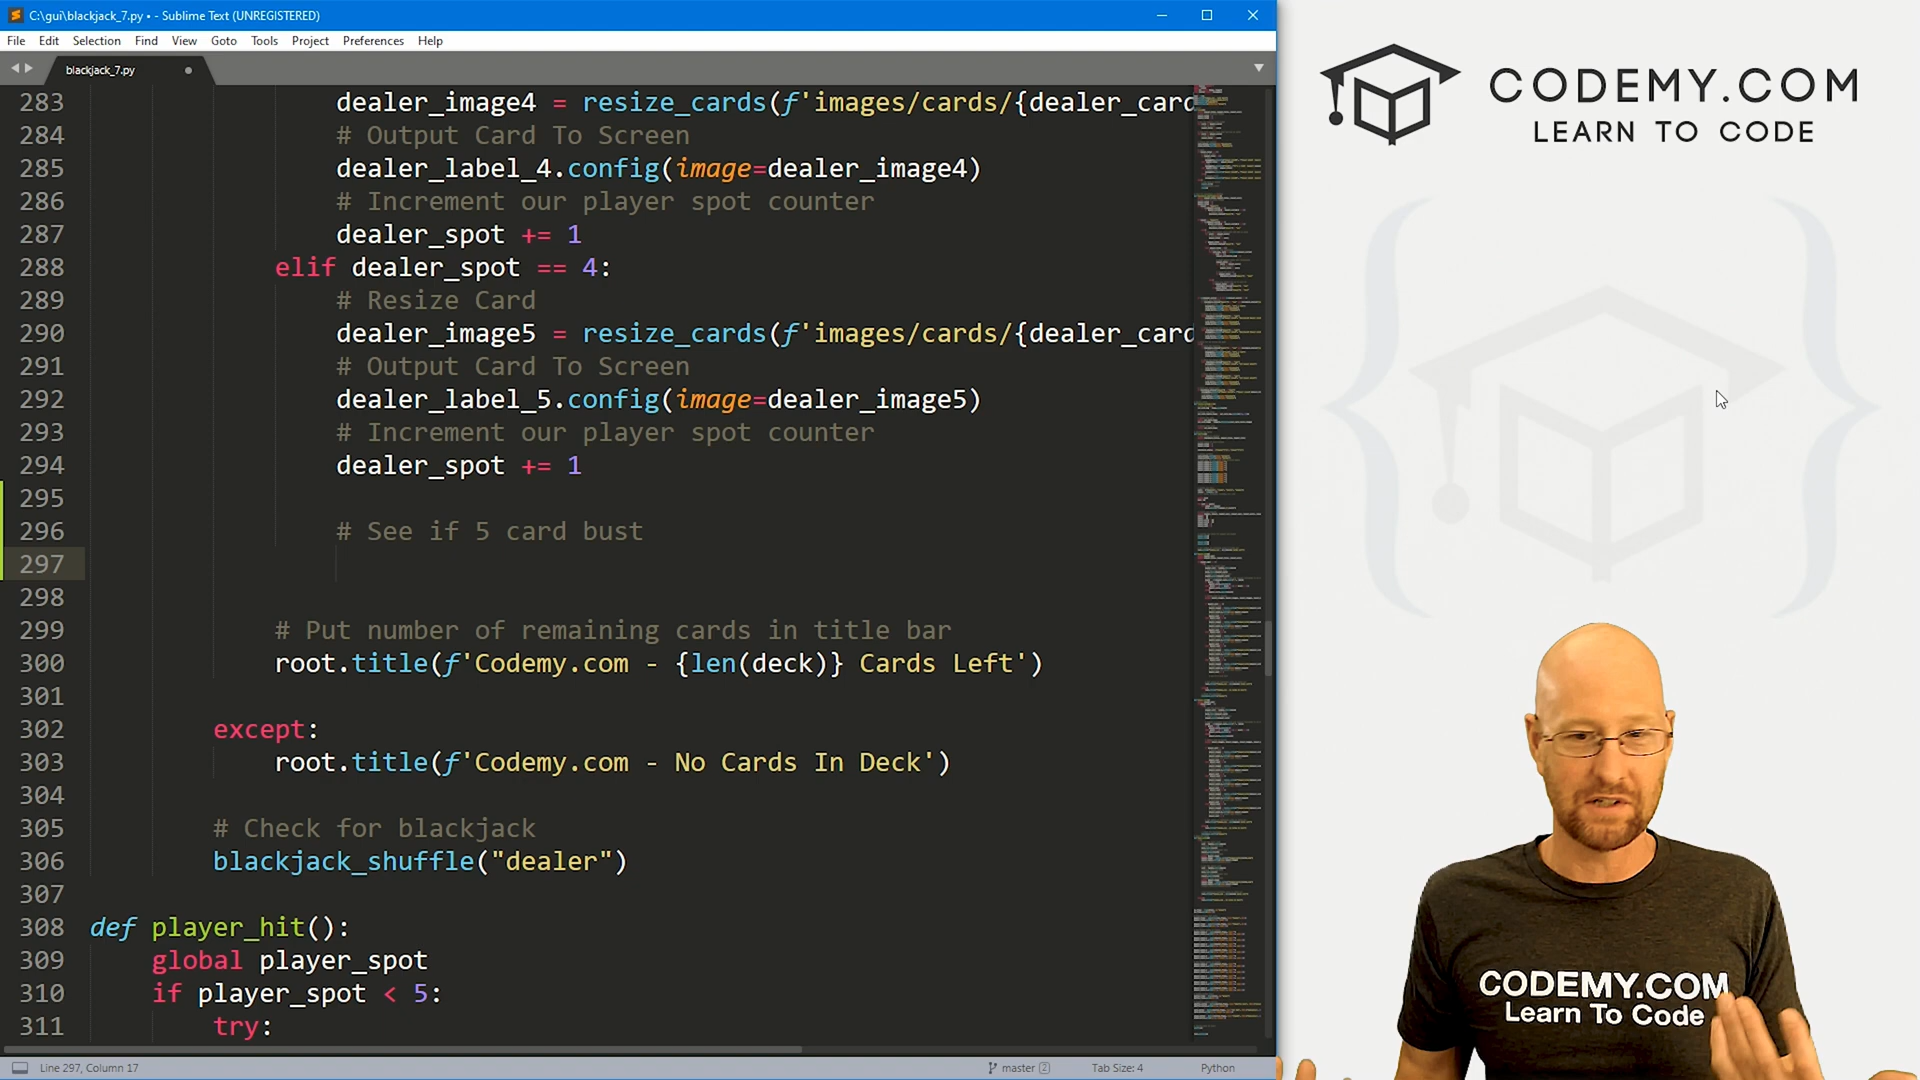 C:\gui\blackjack_7.py • - Sublime Text (UNREGISTERED)
File Edit Selection Find View Goto Tools Project Preferences Help
blackjack_7.py
283 dealer_image4 = resize_cards(f'images/cards/{dealer_card
284 # Output Card To Screen
285 dealer_label_4.config(image=dealer_image4)
286 # Increment our player spot counter
287 dealer_spot += 1
288 elif dealer_spot == 4:
289 # Resize Card
290 dealer_image5 = resize_cards(f'images/cards/{dealer_card
291 # Output Card To Screen
292 dealer_label_5.config(image=dealer_image5)
293 # Increment our player spot counter
294 dealer_spot += 1
295
296 # See if 5 card bust
297
298
299 # Put number of remaining cards in title bar
300 root.title(f'Codemy.com - {len(deck)} Cards Left')
301
302 except:
303 root.title(f'Codemy.com - No Cards In Deck')
304
305 # Check for blackjack
306 blackjack_shuffle("dealer")
307
308 def player_hit():
309 global player_spot
310 if player_spot < 5:
311 try:
Line 297, Column 17
master 2
Tab Size: 4
Python
CODEMY.COM
LEARN TO CODE
CODEMY.COM
Learn To Code